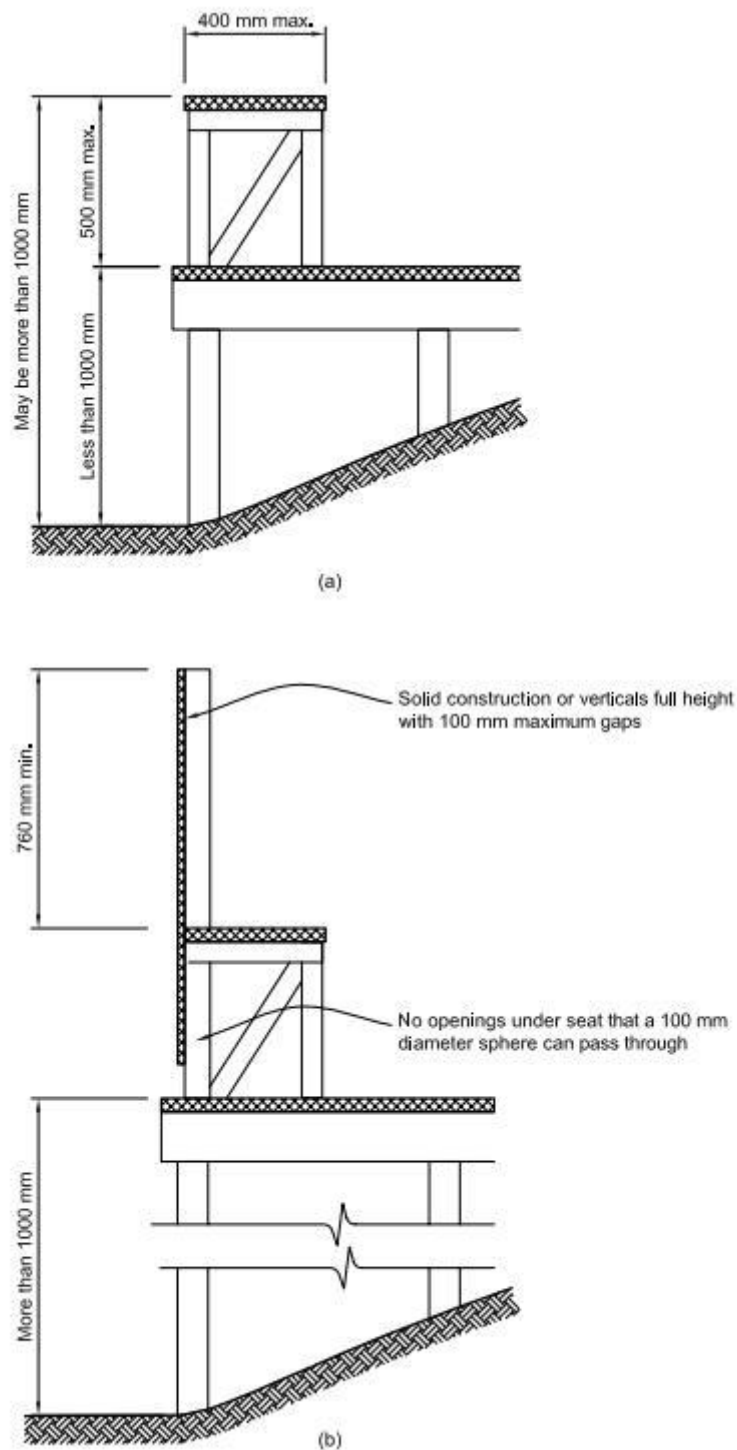 400 mm max.
May be more than 1000 mm
500 mm max.
Less than 1000 mm
(a)
760 mm min.
Solid construction or verticals full height
with 100 mm maximum gaps
No openings under seat that a 100 mm
diameter sphere can pass through
More than 1000 mm
(b)